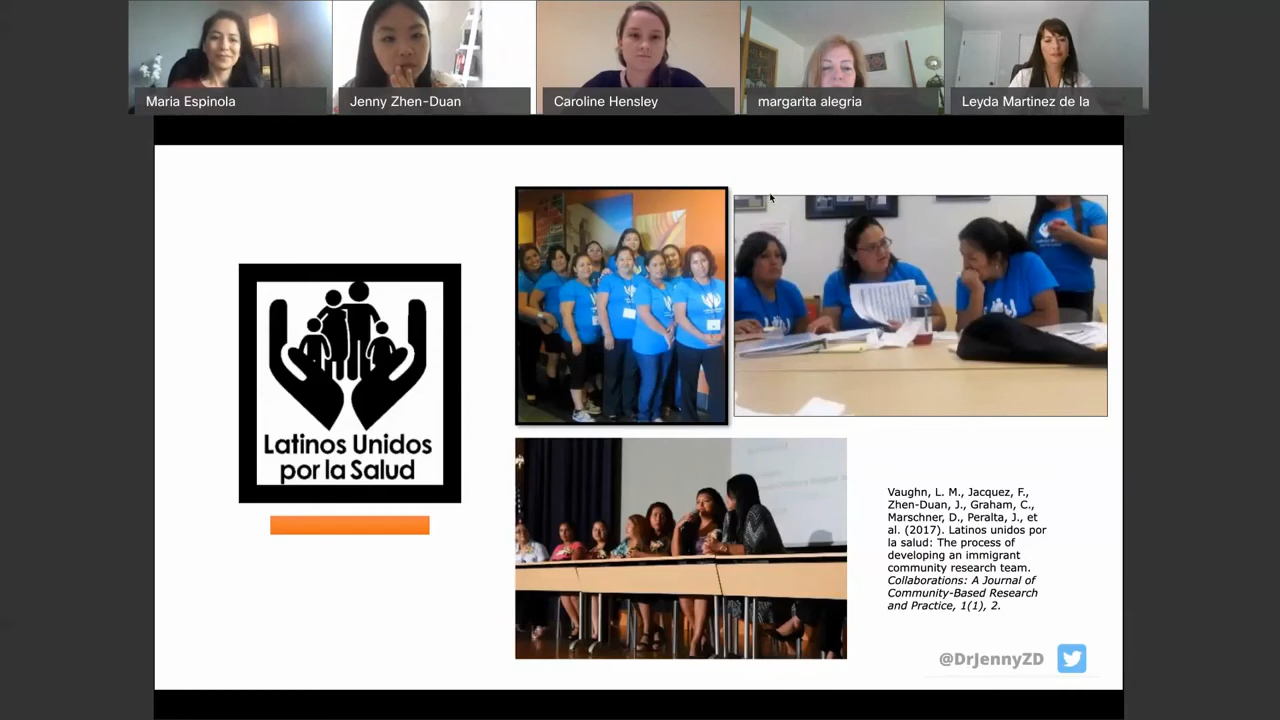 Maria Espinola
Jenny Zhen-Duan
Caroline Hensley
margarita alegria
Leyda Martinez de la
Latinos Unidos
por la Salud
Vaughn, L. M., Jacquez, F.,
Zhen-Duan, J., Graham, C.,
Marschner, D., Peralta, J., et
al. (2017). Latinos unidos por
la salud: The process of
developing an immigrant
community research team.
Collaborations: A Journal of
Community-Based Research
and Practice, 1(1), 2.
@DrJennyZD